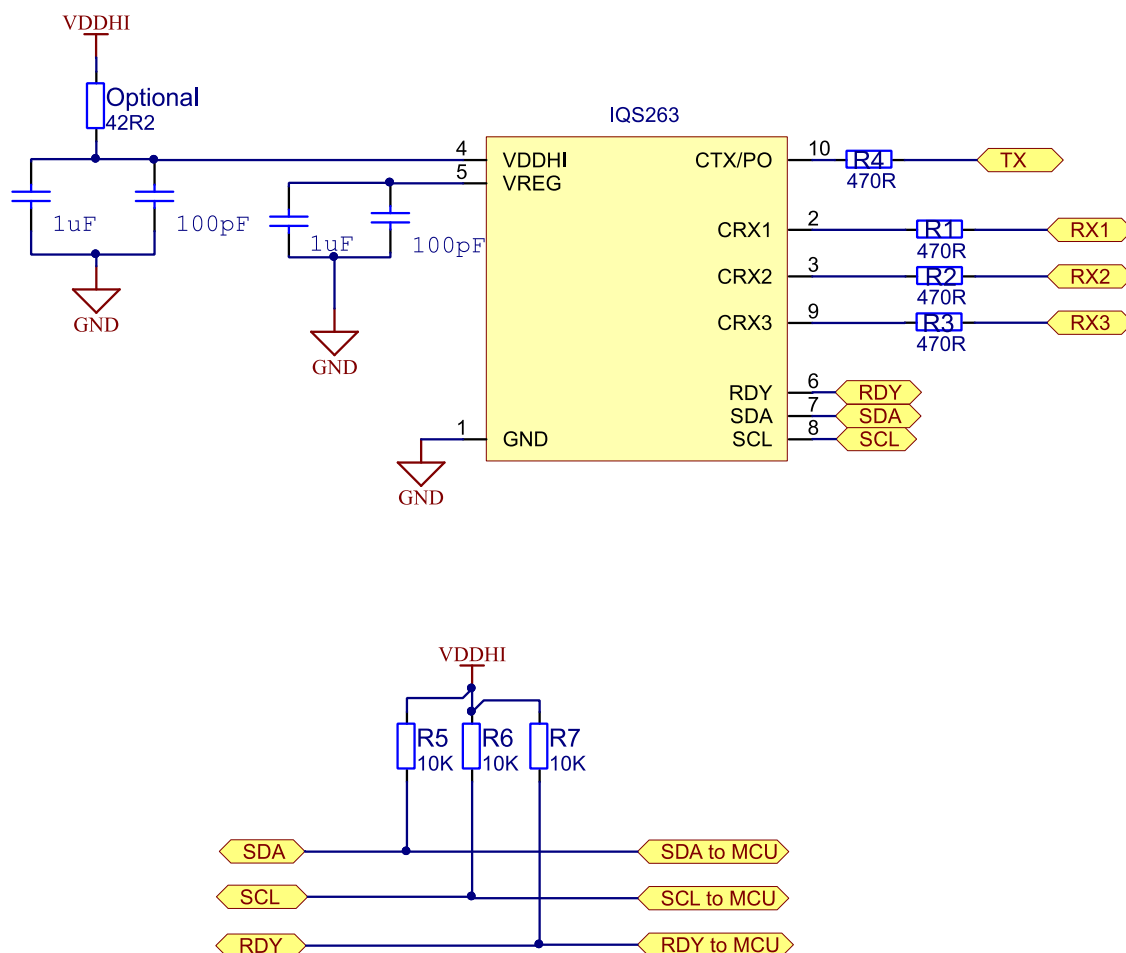 VDDHI
Optional
42R2
1uF
100pF
GND
1uF
100pF
GND
IQS263
4
VDDHI
5
VREG
1
GND
GND
CTX/PO
10
R4
470R
TX
CRX1
2
R1
470R
RX1
CRX2
3
R2
470R
RX2
CRX3
9
R3
470R
RX3
RDY
6
RDY
SDA
7
SDA
SCL
8
SCL
VDDHI
R5
10K
R6
10K
R7
10K
SDA
SDA to MCU
SCL
SCL to MCU
RDY
RDY to MCU